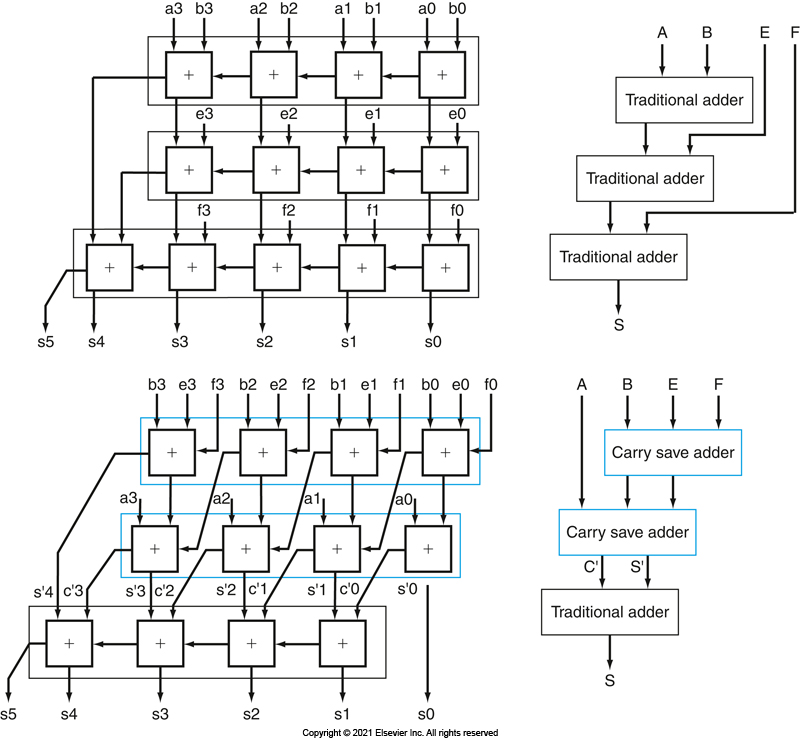 a3 b3 a2 b2 a1 b1 a0 b0
+ + + +
e3 e2 e1 e0
+ + + +
f3 f2 f1 f0
+ + + + +
s5 s4 s3 s2 s1 s0
A B E F
Traditional adder
Traditional adder
Traditional adder
S
b3 e3 f3 b2 e2 f2 b1 e1 f1 b0 e0 f0
+ + + +
a3 a2 a1 a0
+ + + +
s'4 c'3 s'3 c'2 s'2 c'1 s'1 c'0 s'0
+ + + +
s5 s4 s3 s2 s1 s0
A B E F
Carry save adder
Carry save adder
C' S'
Traditional adder
S
Copyright © 2021 Elsevier Inc. All rights reserved